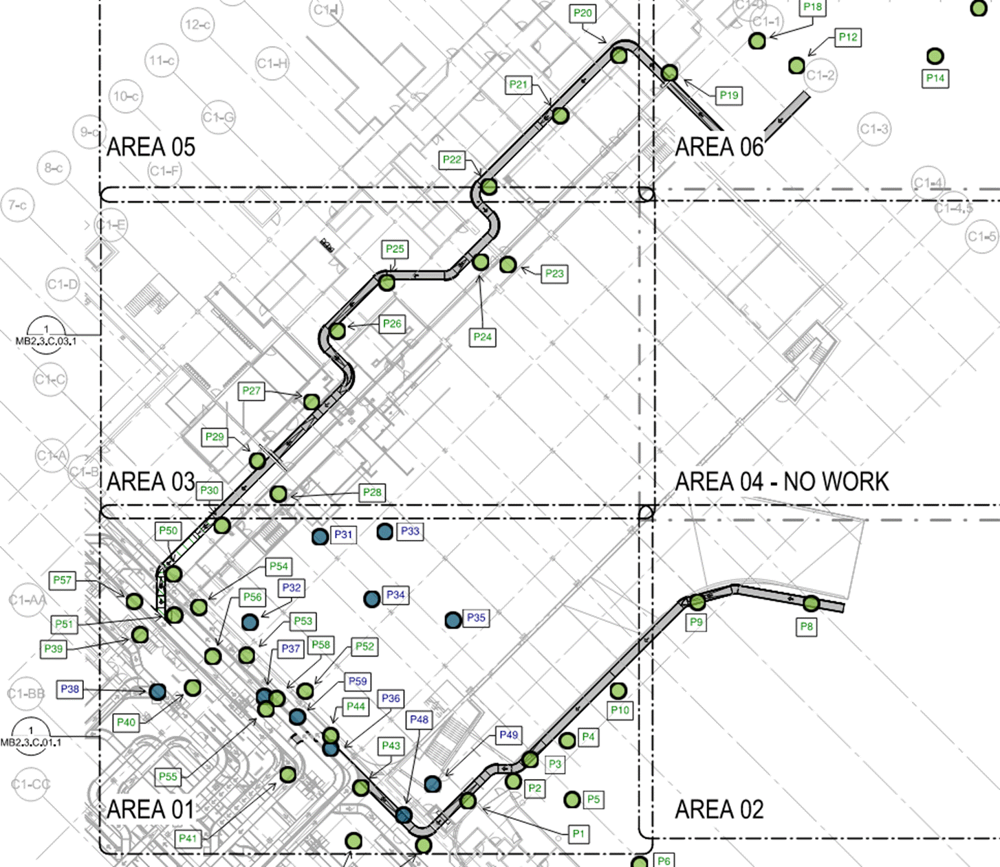 C1-I
P20
C1-0
P18
12-c
C1-1
P12
11-c
C1-H
C1-2
P14
P21
P19
10-c
C1-G
9-c
C1-3
AREA 05
AREA 06
P22
8-c
C1-F
C1-4
7-c
C1-4.5
C1-E
C1-5
P25
P23
C1-D
P26
1
MB2.3.C.03.1
P24
C1-C
P27
P29
C1-A
C1-B
AREA 03
P30
P28
AREA 04 - NO WORK
P50
P31
P33
P54
P57
P32
C1-AA
P56
P34
P51
P53
P35
P9
P8
P39
P37
P58
P52
P59
P38
C1-BB
P36
P10
P40
P44
P48
1
MB2.3.C.01.1
P43
P49
P4
P55
P3
C1-CC
P2
P5
AREA 01
AREA 02
P41
P1
P6